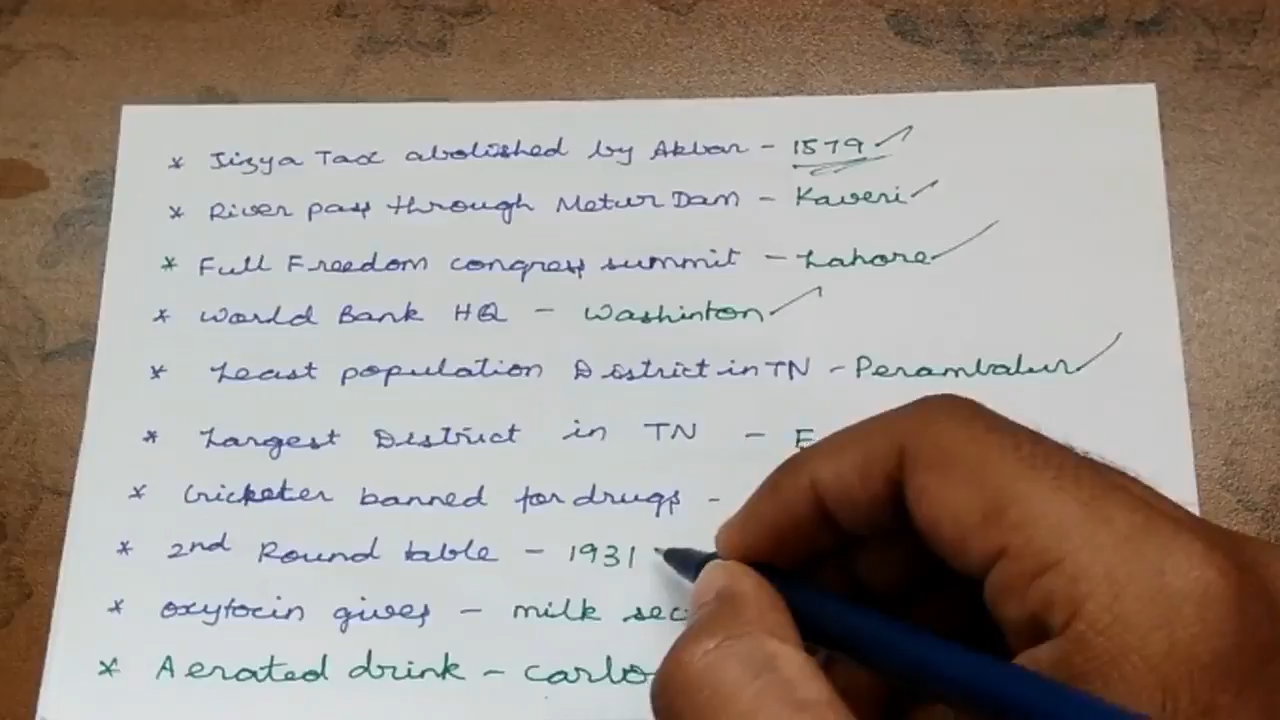 * Jizya Tax abolished by Akbar - 1579
* River pass through Metur Dam - Kaveri
* Full Freedom congress summit - Lahore
* World Bank HQ - Washinton
* Least population District in TN - Perambalur
* Largest District in TN - E
* Cricketer banned for drugs -
* 2nd Round table - 1931
* oxytocin gives - milk sec
* Aerated drink - carbo